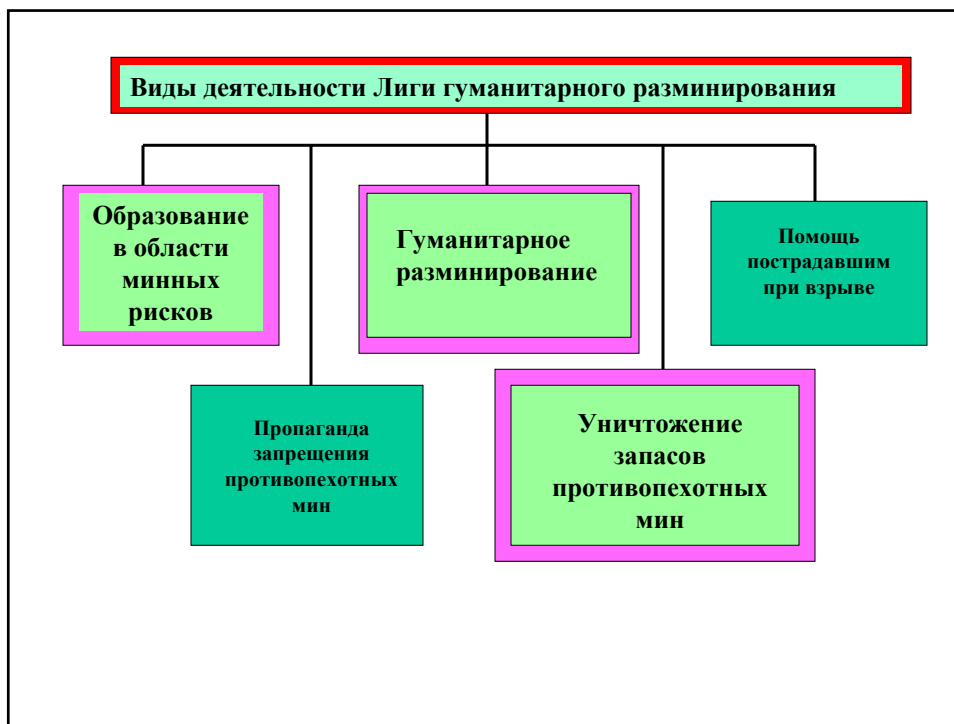 Виды деятельности Лиги гуманитарного разминирования
Образование
в области
минных
рисков
Гуманитарное
разминирование
Помощь
пострадавшим
при взрыве
Пропаганда
запрещения
противопехотных
мин
Уничтожение
запасов
противопехотных
мин